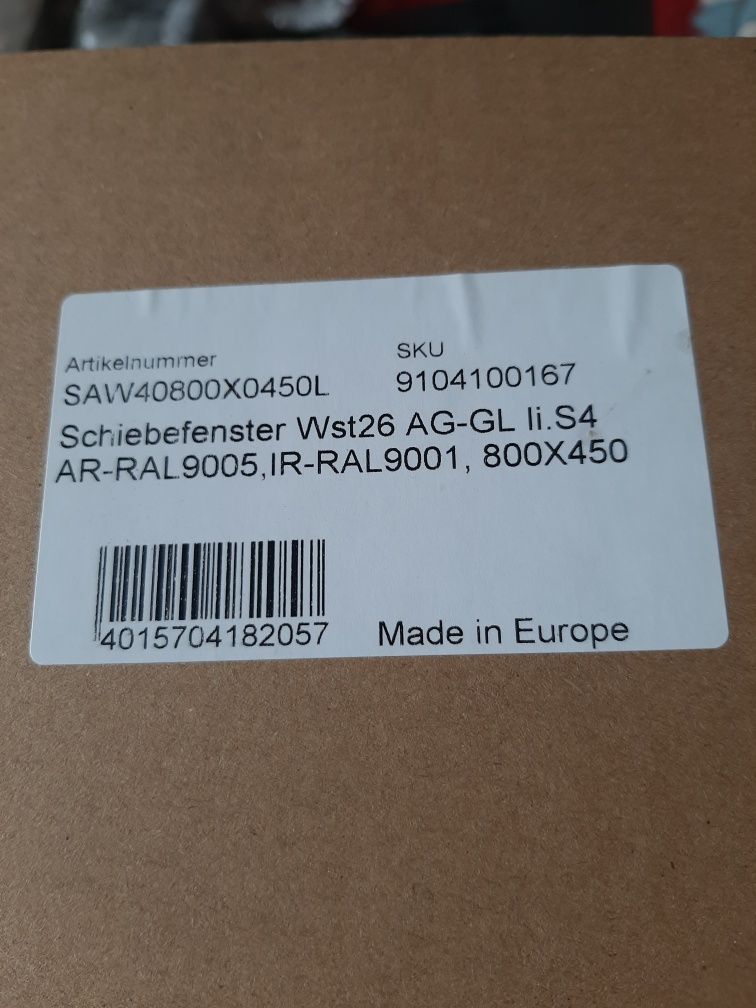 Artikelnummer SKU
SAW40800X0450L 9104100167
Schiebefenster Wst26 AG-GL li.S4
AR-RAL9005,IR-RAL9001, 800X450
4015704182057 Made in Europe